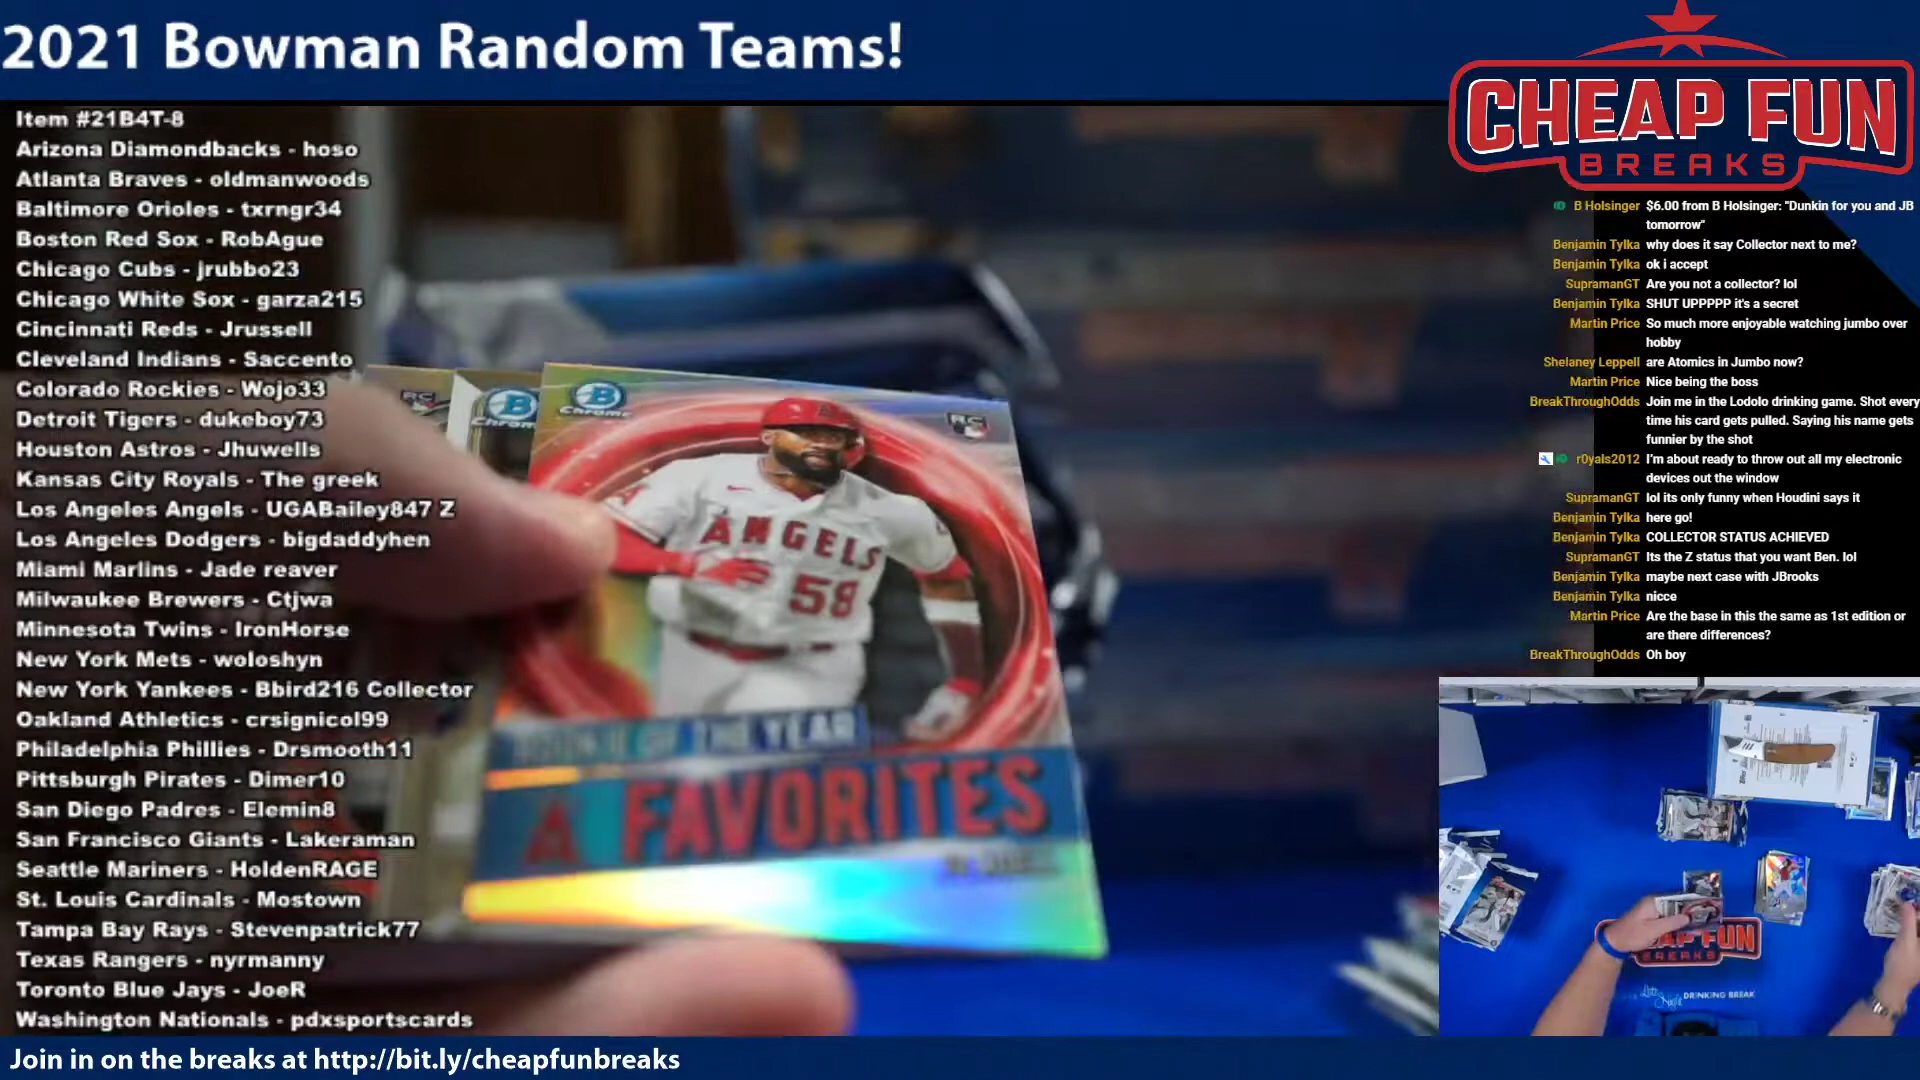 2021 Bowman Random Teams!
CHEAP FUN
BREAKS
Item #21B4T-8
Arizona Diamondbacks - hoso
Atlanta Braves - oldmanwoods
Baltimore Orioles - txrngr34
Boston Red Sox - RobAgue
Chicago Cubs - jrubbo23
Chicago White Sox - garza215
Cincinnati Reds - Jrussell
Cleveland Indians - Saccento
Colorado Rockies - Wojo33
Detroit Tigers - dukeboy73
Houston Astros - Jhuwells
Kansas City Royals - The greek
Los Angeles Angels - UGABailey847 Z
Los Angeles Dodgers - bigdaddyhen
Miami Marlins - Jade reaver
Milwaukee Brewers - Ctjwa
Minnesota Twins - IronHorse
New York Mets - woloshyn
New York Yankees - Bbird216 Collector
Oakland Athletics - crsignicol99
Philadelphia Phillies - Drsmooth11
Pittsburgh Pirates - Dimer10
San Diego Padres - Elemin8
San Francisco Giants - Lakeraman
Seattle Mariners - HoldenRAGE
St. Louis Cardinals - Mostown
Tampa Bay Rays - Stevenpatrick77
Texas Rangers - nyrmanny
Toronto Blue Jays - JoeR
Washington Nationals - pdxsportscards
RC
B
Chrome
B
Chrome
RC
ANGELS
58
OF THE YEAR
A FAVORITES
B Holsinger $6.00 from B Holsinger: "Dunkin for you and JB
tomorrow"
Benjamin Tylka why does it say Collector next to me?
Benjamin Tylka ok i accept
SupramanGT Are you not a collector? lol
Benjamin Tylka SHUT UPPPPP it's a secret
Martin Price So much more enjoyable watching jumbo over
hobby
Shelaney Leppell are Atomics in Jumbo now?
Martin Price Nice being the boss
BreakThroughOdds Join me in the Lodolo drinking game. Shot every
time his card gets pulled. Saying his name gets
funnier by the shot
r0yals2012 I'm about ready to throw out all my electronic
devices out the window
SupramanGT lol its only funny when Houdini says it
Benjamin Tylka here go!
Benjamin Tylka COLLECTOR STATUS ACHIEVED
SupramanGT Its the Z status that you want Ben. lol
Benjamin Tylka maybe next case with JBrooks
Benjamin Tylka nicce
Martin Price Are the base in this the same as 1st edition or
are there differences?
BreakThroughOdds Oh boy
AP FUN
BREAKS
Late Night DRINKING BREAK
Join in on the breaks at http://bit.ly/cheapfunbreaks